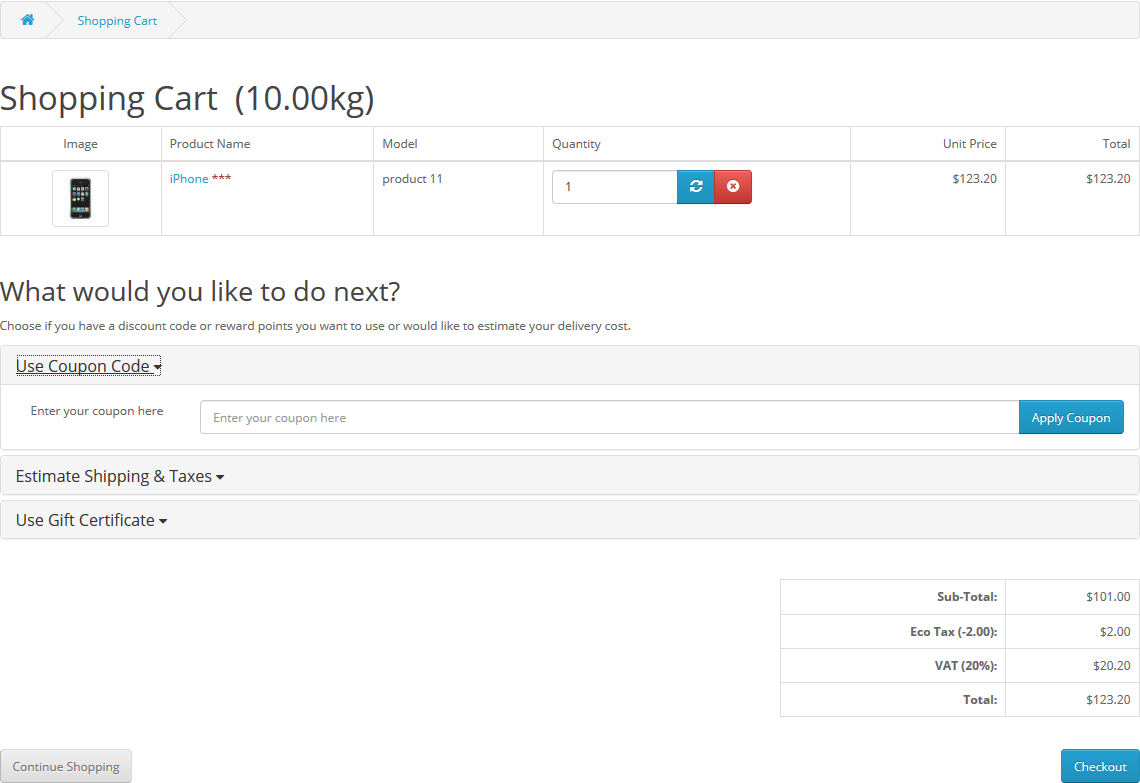 Shopping Cart
Shopping Cart (10.00kg)
Image Product Name Model Quantity Unit Price Total
iPhone *** product 11 1 $123.20 $123.20
What would you like to do next?
Choose if you have a discount code or reward points you want to use or would like to estimate your delivery cost.
Use Coupon Code
Enter your coupon here Enter your coupon here Apply Coupon
Estimate Shipping & Taxes
Use Gift Certificate
Sub-Total: $101.00
Eco Tax (-2.00): $2.00
VAT (20%): $20.20
Total: $123.20
Continue Shopping Checkout